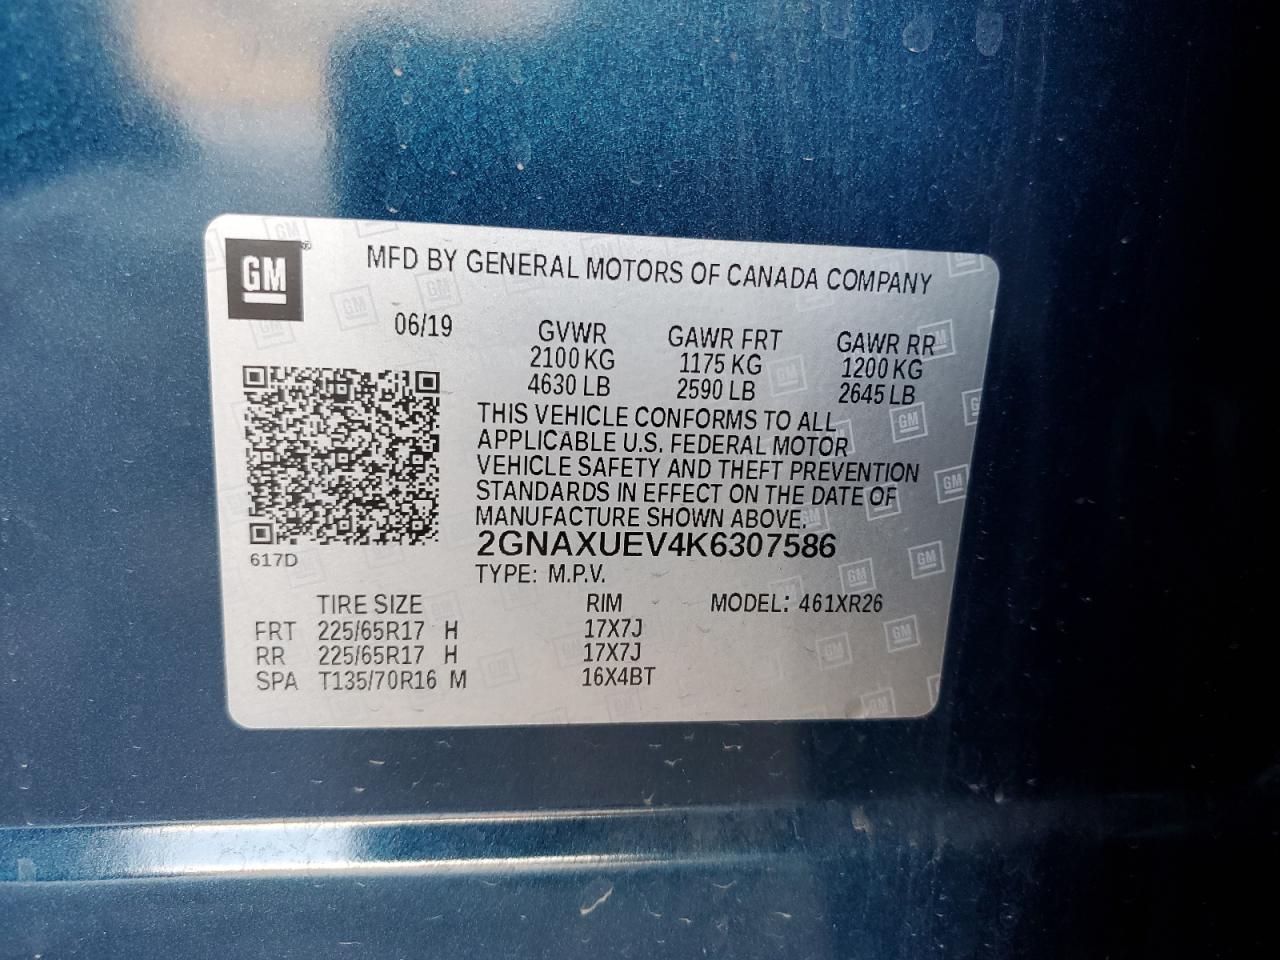 GM
MFD BY GENERAL MOTORS OF CANADA COMPANY
06/19 GVWR GAWR FRT GAWR RR
2100 KG 1175 KG 1200 KG
4630 LB 2590 LB 2645 LB
THIS VEHICLE CONFORMS TO ALL
APPLICABLE U.S. FEDERAL MOTOR
VEHICLE SAFETY AND THEFT PREVENTION
STANDARDS IN EFFECT ON THE DATE OF
MANUFACTURE SHOWN ABOVE.
2GNAXUEV4K6307586
617D
TYPE: M.P.V.
TIRE SIZE RIM MODEL: 461XR26
FRT 225/65R17 H 17X7J
RR 225/65R17 H 17X7J
SPA T135/70R16 M 16X4BT